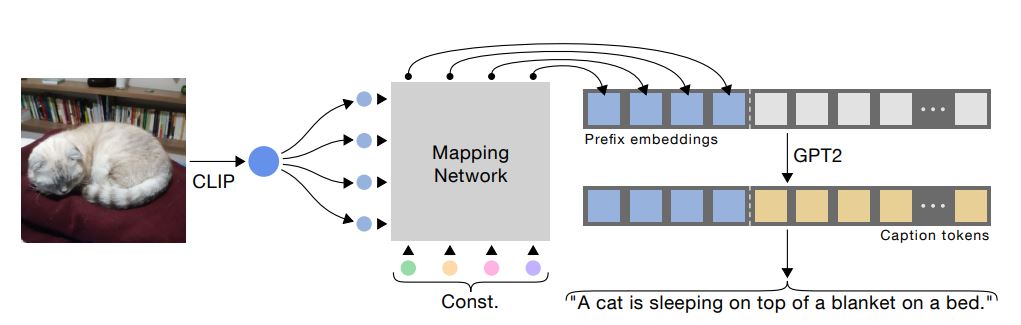 CLIP
Mapping
Network
Const.
Prefix embeddings
GPT2
Caption tokens
"A cat is sleeping on top of a blanket on a bed."